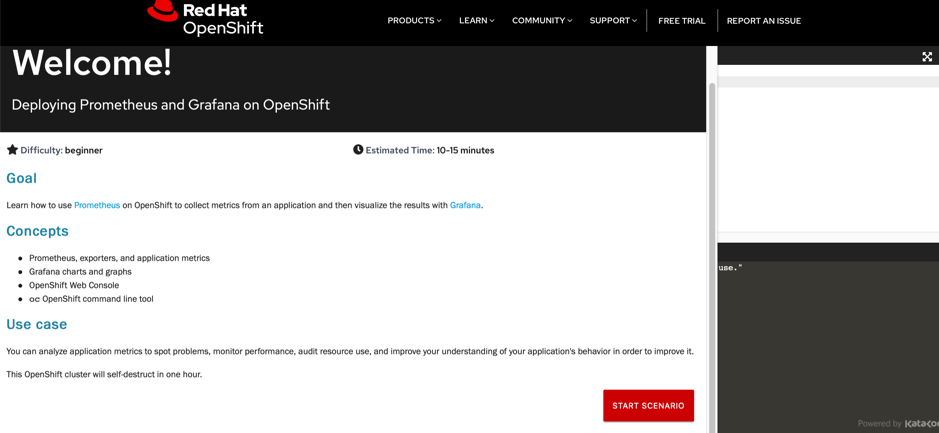 Red Hat
OpenShift
PRODUCTS LEARN COMMUNITY SUPPORT FREE TRIAL REPORT AN ISSUE
Welcome!
Deploying Prometheus and Grafana on OpenShift
Difficulty: beginner
Estimated Time: 10-15 minutes
Goal
Learn how to use Prometheus on OpenShift to collect metrics from an application and then visualize the results with Grafana.
Concepts
Prometheus, exporters, and application metrics
Grafana charts and graphs
OpenShift Web Console
oc OpenShift command line tool
Use case
You can analyze application metrics to spot problems, monitor performance, audit resource use, and improve your understanding of your application's behavior in order to improve it.
This OpenShift cluster will self-destruct in one hour.
START SCENARIO
use."
Powered by Kataco